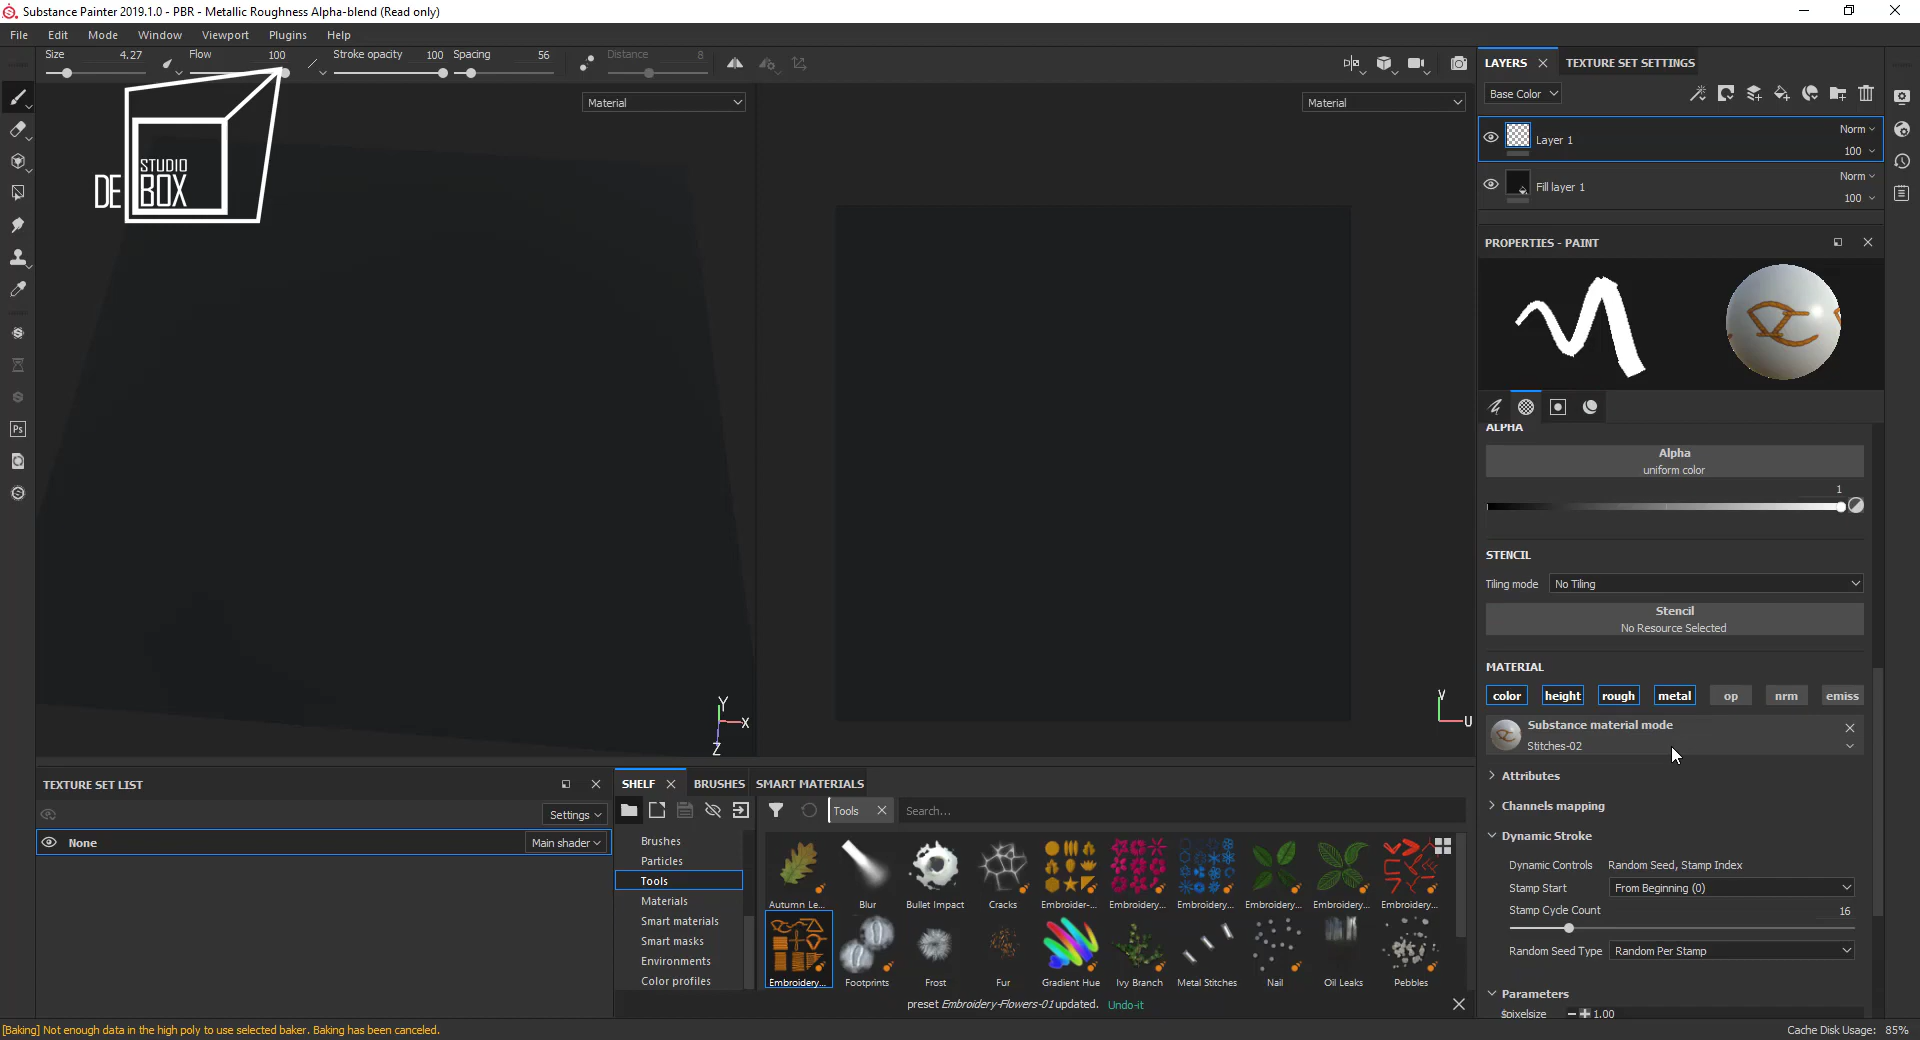 Substance Painter 2019.1.0 - PBR - Metallic Roughness Alpha-blend (Read only)
File Edit Mode Window Viewport Plugins Help
Size 4.27 Flow 100 Stroke opacity 100 Spacing 56 Distance 8
Material
Material
DE STUDIO BOX
LAYERS TEXTURE SET SETTINGS
Base Color
Layer 1 Norm 100
Fill layer 1 Norm 100
PROPERTIES - PAINT
ALPHA
Alpha
uniform color
1
STENCIL
Tiling mode No Tiling
Stencil
No Resource Selected
MATERIAL
color height rough metal op nrm emiss
Substance material mode
Stitches-02
Attributes
Channels mapping
Dynamic Stroke
Dynamic Controls Random Seed, Stamp Index
Stamp Start From Beginning (0)
Stamp Cycle Count 16
Random Seed Type Random Per Stamp
Parameters
$pixelsize 1.00
Y X Z
V U
Ps
TEXTURE SET LIST
Settings
None Main shader
SHELF BRUSHES SMART MATERIALS
Tools Search...
Brushes
Particles
Tools
Materials
Smart materials
Smart masks
Environments
Color profiles
Autumn Le... Blur Bullet Impact Cracks Embroider-... Embroidery... Embroidery... Embroidery... Embroidery... Embroidery...
Embroidery... Footprints Frost Fur Gradient Hue Ivy Branch Metal Stitches Nail Oil Leaks Pebbles
preset Embroidery-Flowers-01 updated. Undo-it
[Baking] Not enough data in the high poly to use selected baker. Baking has been canceled.
Cache Disk Usage: 85%